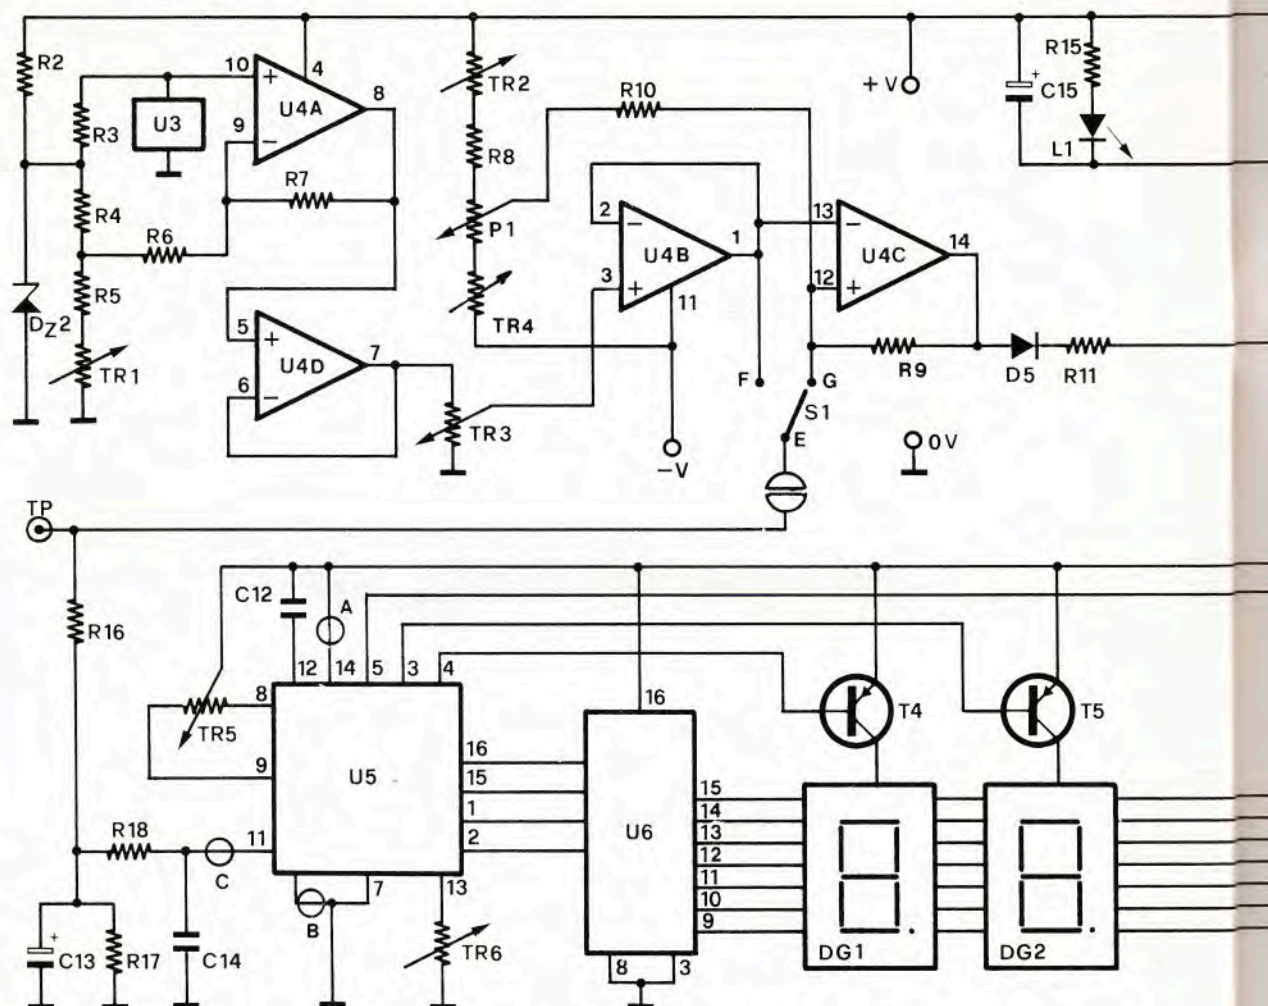 R2
R3
U3
10
+
4
U4A
8
9
−
R7
R4
R6
R5
DZ2
TR1
5
+
U4D
7
6
−
TR3
TR2
R8
P1
TR4
R10
2
−
U4B
1
3
+
11
−V
13
−
U4C
14
12
+
R9
D5
R11
F
G
S1
E
+V
0V
R15
+
C15
L1
TP
R16
C12
A
12
14
5
3
4
8
TR5
9
U5
16
15
1
2
R18
C
11
B
7
13
TR6
+
C13
R17
C14
16
U6
15
14
13
12
11
10
9
8
3
T4
T5
DG1
DG2